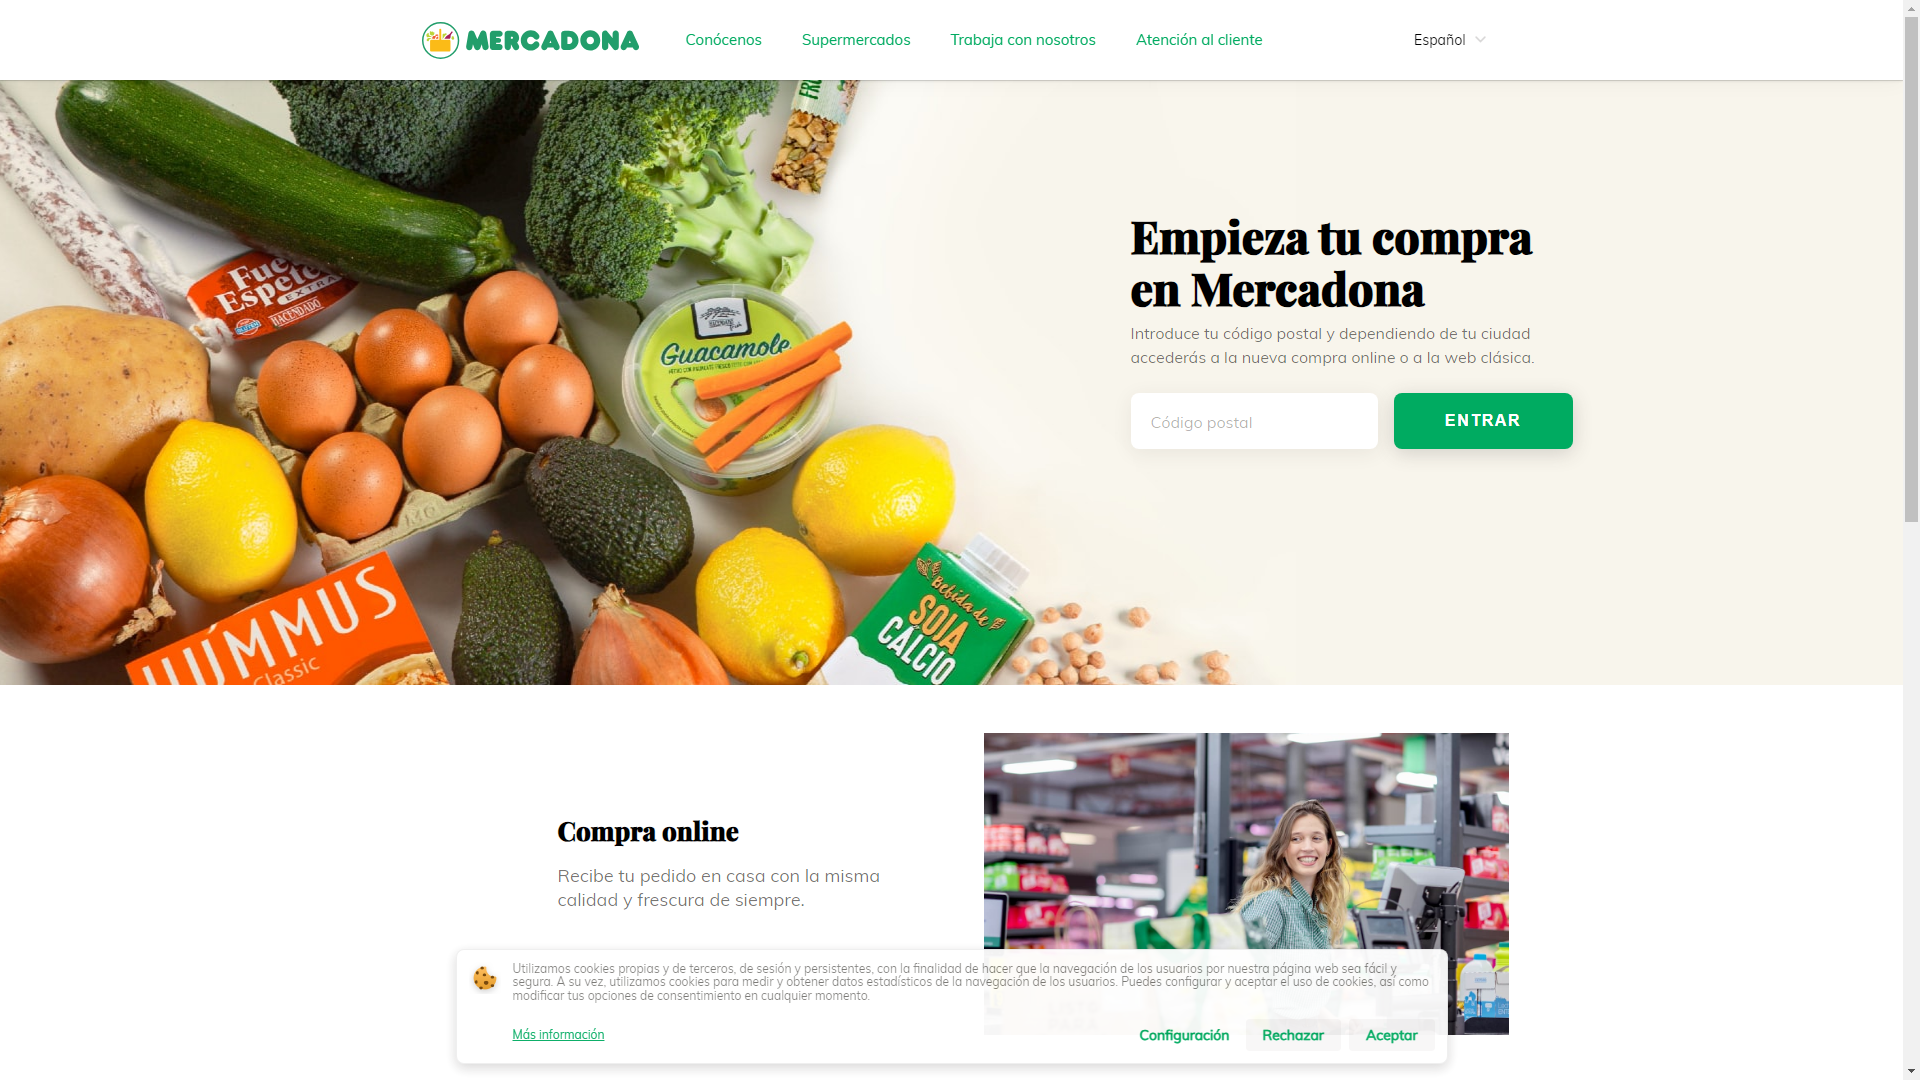 MERCADONA
Conócenos
Supermercados
Trabaja con nosotros
Atención al cliente
Español
FRU
Fuet
Espetec
EXTRA
HACENDADO
HACENDADO
Guacamole
HÚMMUS
Classic
Bebida de
SOJA
CALCIO
Empieza tu compra
en Mercadona
Introduce tu código postal y dependiendo de tu ciudad
accederás a la nueva compra online o a la web clásica.
Código postal
ENTRAR
Compra online
Recibe tu pedido en casa con la misma
calidad y frescura de siempre.
Utilizamos cookies propias y de terceros, de sesión y persistentes, con la finalidad de hacer que la navegación de los usuarios por nuestra página web sea fácil y
segura. A su vez, utilizamos cookies para medir y obtener datos estadísticos de la navegación de los usuarios. Puedes configurar y aceptar el uso de cookies, así como
modificar tus opciones de consentimiento en cualquier momento.
Más información
Configuración
Rechazar
Aceptar